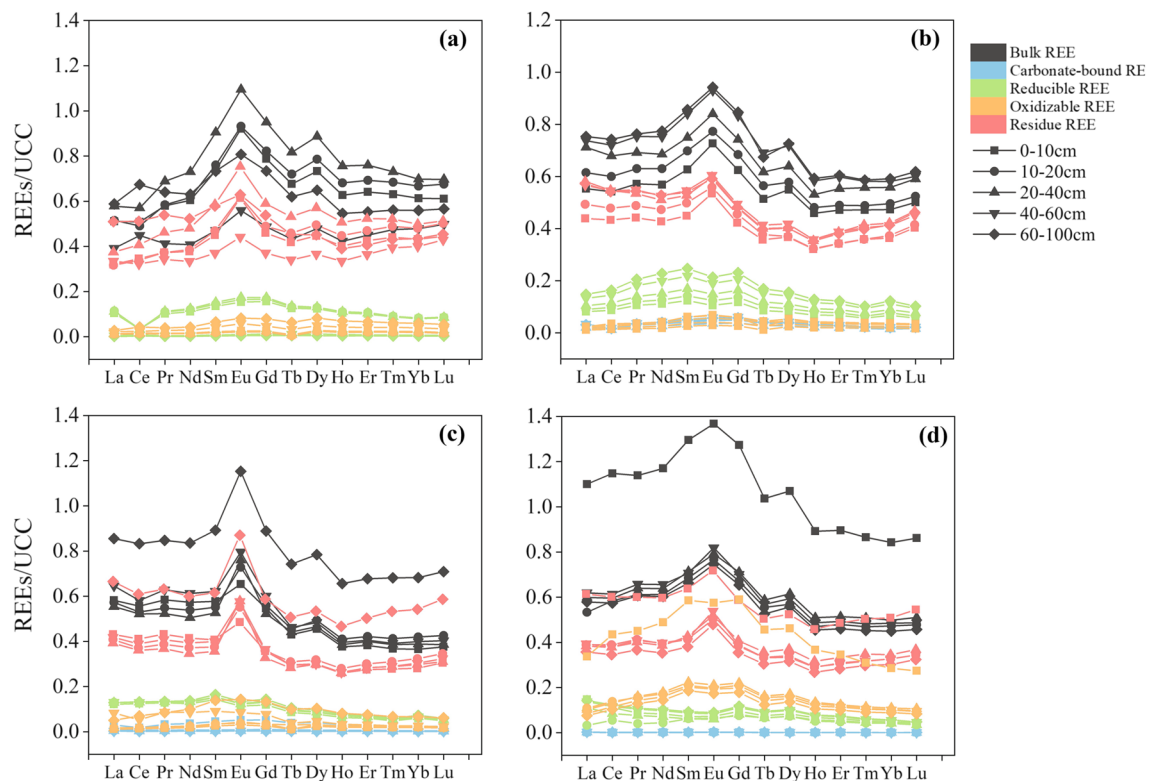 REEs/UCC
1.4
1.2
1.0
0.8
0.6
0.4
0.2
0.0
(a)
La Ce Pr Nd Sm Eu Gd Tb Dy Ho Er Tm Yb Lu
1.2
1.0
0.8
0.6
0.4
0.2
0.0
(b)
La Ce Pr Nd Sm Eu Gd Tb Dy Ho Er Tm Yb Lu
Bulk REE
Carbonate-bound RE
Reducible REE
Oxidizable REE
Residue REE
0-10cm
10-20cm
20-40cm
40-60cm
60-100cm
REEs/UCC
1.4
1.2
1.0
0.8
0.6
0.4
0.2
0.0
(c)
La Ce Pr Nd Sm Eu Gd Tb Dy Ho Er Tm Yb Lu
1.4
1.2
1.0
0.8
0.6
0.4
0.2
0.0
(d)
La Ce Pr Nd Sm Eu Gd Tb Dy Ho Er Tm Yb Lu